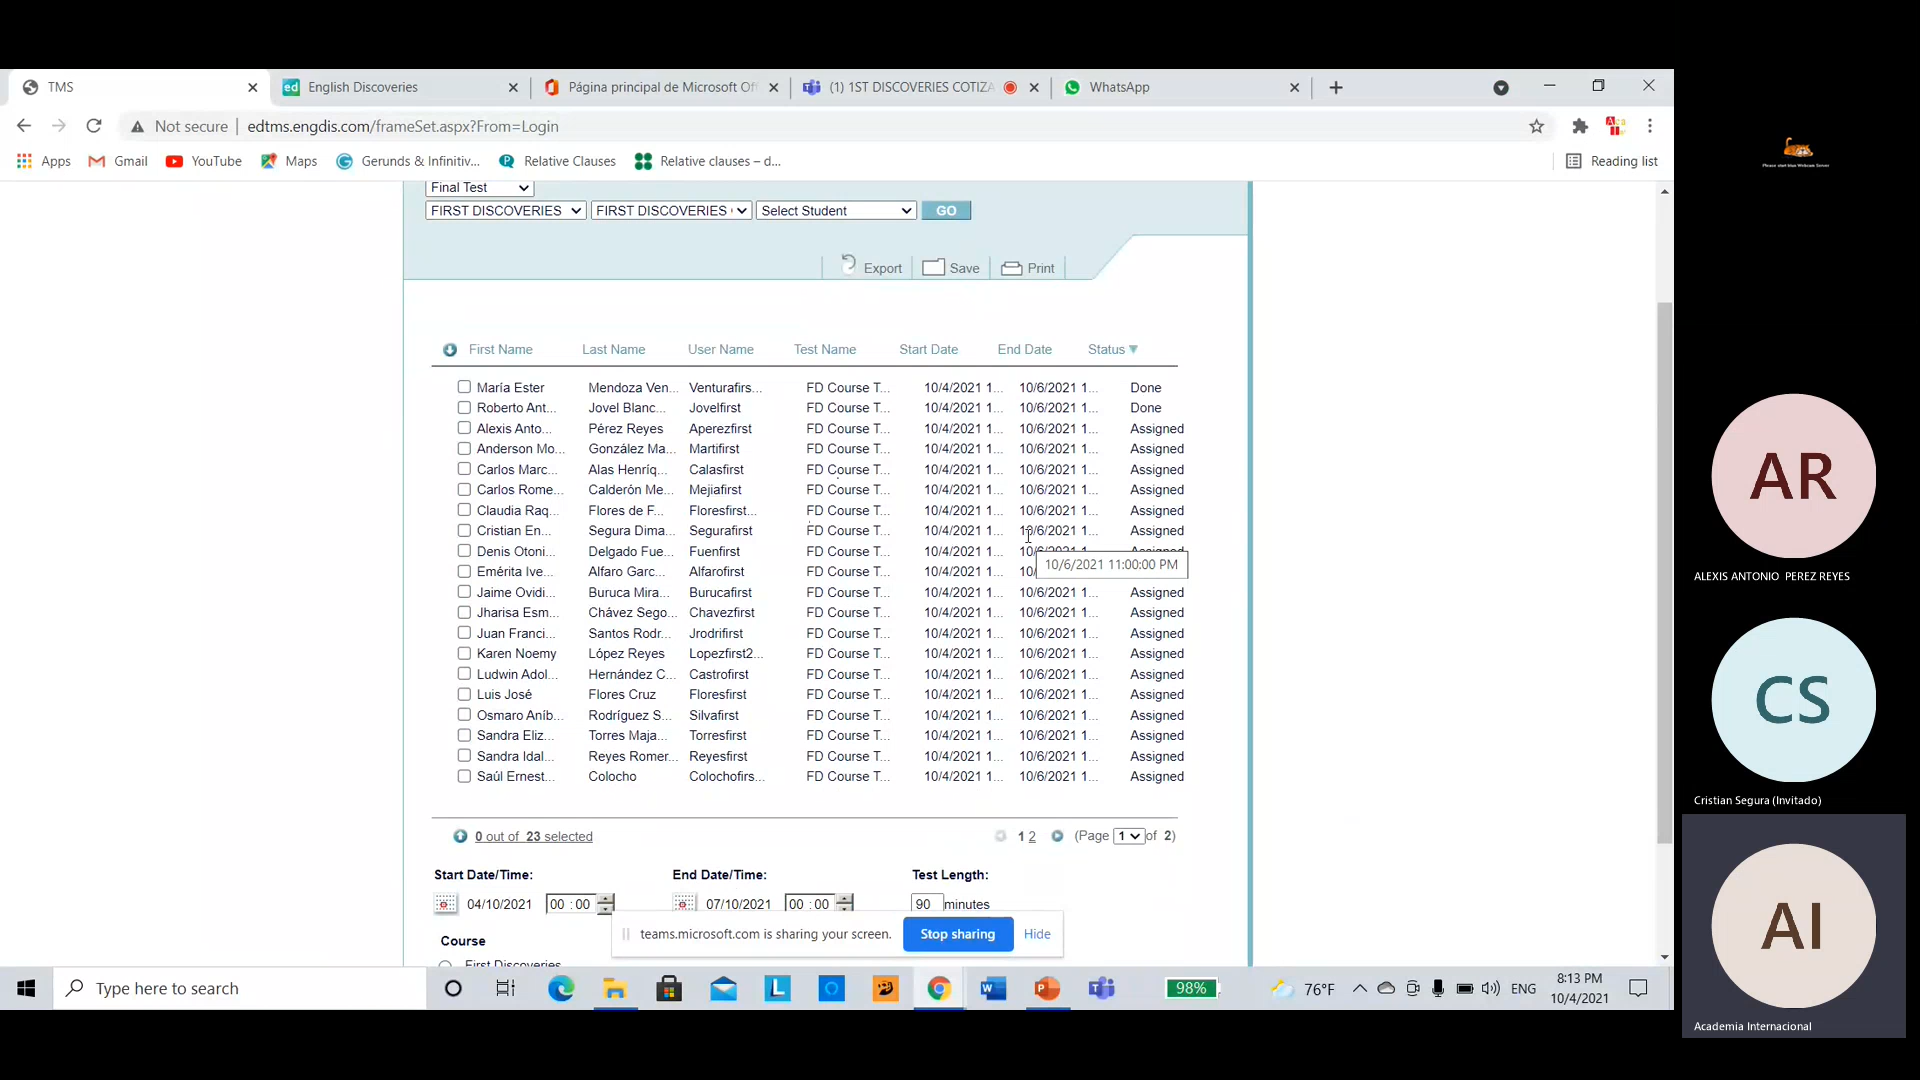 TMS English Discoveries Página principal de Microsoft Of (1) 1ST DISCOVERIES COTIZA WhatsApp
Not secure edtms.engdis.com/frameSet.aspx?From=Login
Apps Gmail YouTube Maps Gerunds & Infinitiv... Relative Clauses Relative clauses – d... Reading list
Final Test
FIRST DISCOVERIES FIRST DISCOVERIES Select Student GO
Export Save Print
First Name Last Name User Name Test Name Start Date End Date Status
María Ester Mendoza Ven... Venturafirs... FD Course T... 10/4/2021 1... 10/6/2021 1... Done
Roberto Ant... Jovel Blanc... Jovelfirst FD Course T... 10/4/2021 1... 10/6/2021 1... Done
Alexis Anto... Pérez Reyes Aperezfirst FD Course T... 10/4/2021 1... 10/6/2021 1... Assigned
Anderson Mo... González Ma... Martifirst FD Course T... 10/4/2021 1... 10/6/2021 1... Assigned
Carlos Marc... Alas Henríq... Calasfirst FD Course T... 10/4/2021 1... 10/6/2021 1... Assigned
Carlos Rome... Calderón Me... Mejiafirst FD Course T... 10/4/2021 1... 10/6/2021 1... Assigned
Claudia Raq... Flores de F... Floresfirst... FD Course T... 10/4/2021 1... 10/6/2021 1... Assigned
Cristian En... Segura Dima... Segurafirst FD Course T... 10/4/2021 1... 10/6/2021 1... Assigned
Denis Otoni... Delgado Fue... Fuenfirst FD Course T... 10/4/2021 1... 10/6/2021 1... Assigned
10/6/2021 11:00:00 PM
Emérita Ive... Alfaro Garc... Alfarofirst FD Course T... 10/4/2021 1... 10/
Jaime Ovidi... Buruca Mira... Burucafirst FD Course T... 10/4/2021 1... 10/6/2021 1... Assigned
Jharisa Esm... Chávez Sego... Chavezfirst FD Course T... 10/4/2021 1... 10/6/2021 1... Assigned
Juan Franci... Santos Rodr... Jrodrifirst FD Course T... 10/4/2021 1... 10/6/2021 1... Assigned
Karen Noemy López Reyes Lopezfirst2... FD Course T... 10/4/2021 1... 10/6/2021 1... Assigned
Ludwin Adol... Hernández C... Castrofirst FD Course T... 10/4/2021 1... 10/6/2021 1... Assigned
Luis José Flores Cruz Floresfirst FD Course T... 10/4/2021 1... 10/6/2021 1... Assigned
Osmaro Aníb... Rodríguez S... Silvafirst FD Course T... 10/4/2021 1... 10/6/2021 1... Assigned
Sandra Eliz... Torres Maja... Torresfirst FD Course T... 10/4/2021 1... 10/6/2021 1... Assigned
Sandra Idal... Reyes Romer... Reyesfirst FD Course T... 10/4/2021 1... 10/6/2021 1... Assigned
Saúl Ernest... Colocho Colochofirs... FD Course T... 10/4/2021 1... 10/6/2021 1... Assigned
0 out of 23 selected 1 2 (Page 1 of 2)
Start Date/Time: End Date/Time: Test Length:
04/10/2021 00 : 00 07/10/2021 00 : 00 90 minutes
teams.microsoft.com is sharing your screen. Stop sharing Hide
Course
First Discoveries
Type here to search 98% 76°F ENG 8:13 PM
10/4/2021
Please start your Webcam Server
AR
ALEXIS ANTONIO PEREZ REYES
CS
Cristian Segura (Invitado)
AI
Academia Internacional